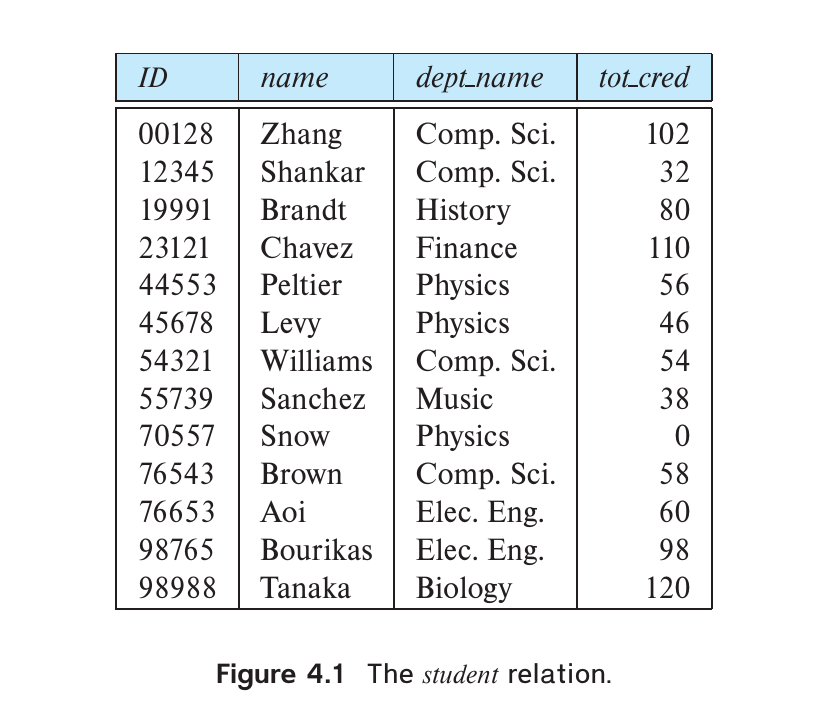 ID name dept_name tot_cred
00128 Zhang Comp. Sci. 102
12345 Shankar Comp. Sci. 32
19991 Brandt History 80
23121 Chavez Finance 110
44553 Peltier Physics 56
45678 Levy Physics 46
54321 Williams Comp. Sci. 54
55739 Sanchez Music 38
70557 Snow Physics 0
76543 Brown Comp. Sci. 58
76653 Aoi Elec. Eng. 60
98765 Bourikas Elec. Eng. 98
98988 Tanaka Biology 120
Figure 4.1 The student relation.